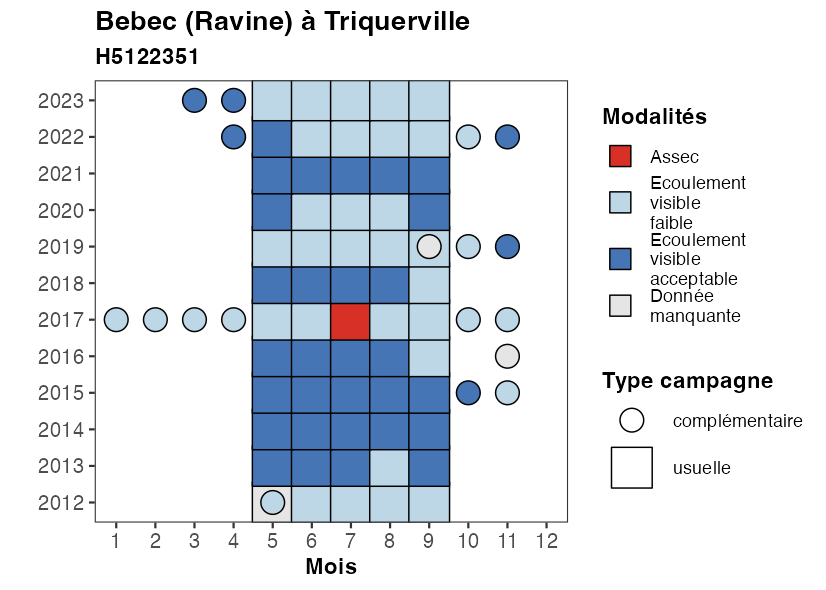 Bebec (Ravine) à Triquerville
H5122351
2023
2022
2021
2020
2019
2018
2017
2016
2015
2014
2013
2012
1 2 3 4 5 6 7 8 9 10 11 12
Mois
Modalités
Assec
Ecoulement
visible
faible
Ecoulement
visible
acceptable
Donnée
manquante
Type campagne
complémentaire
usuelle